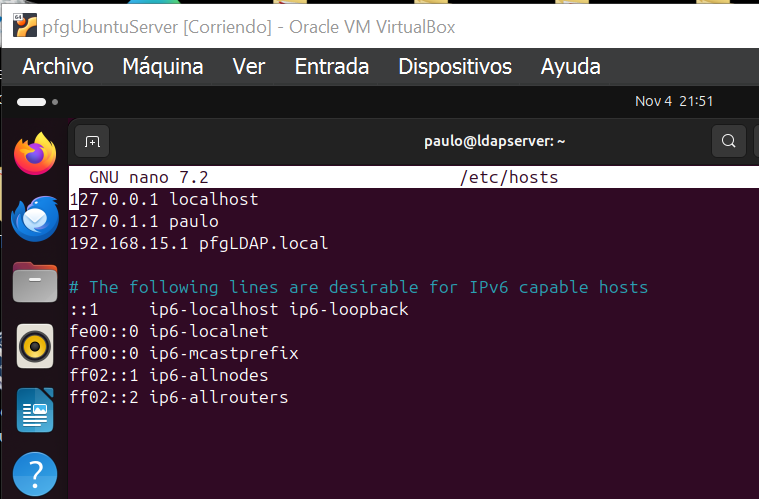 pfgUbuntuServer [Corriendo] - Oracle VM VirtualBox
Archivo Máquina Ver Entrada Dispositivos Ayuda
Nov 4 21:51
paulo@ldapserver: ~
GNU nano 7.2 /etc/hosts
127.0.0.1 localhost
127.0.1.1 paulo
192.168.15.1 pfgLDAP.local
# The following lines are desirable for IPv6 capable hosts
::1 ip6-localhost ip6-loopback
fe00::0 ip6-localnet
ff00::0 ip6-mcastprefix
ff02::1 ip6-allnodes
ff02::2 ip6-allrouters